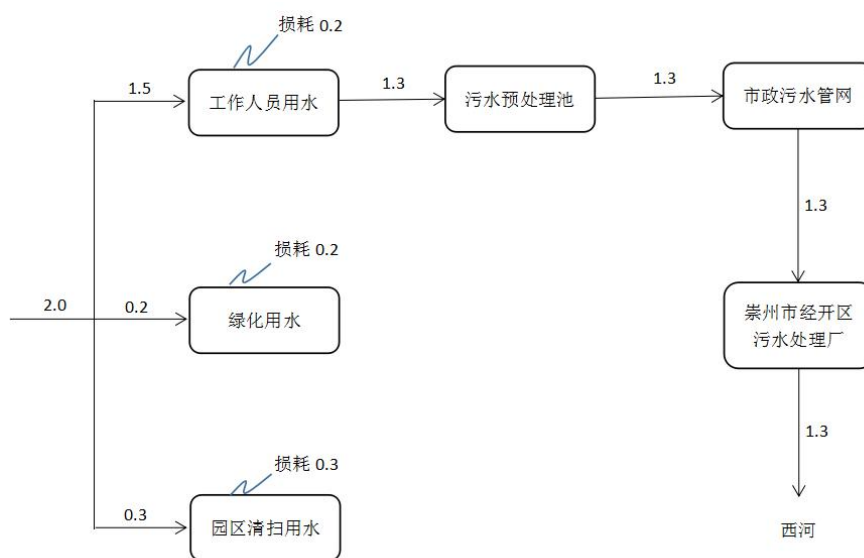 损耗 0.2
1.5
工作人员用水
1.3
污水预处理池
1.3
市政污水管网
1.3
损耗 0.2
2.0
0.2
绿化用水
崇州市经开区
污水处理厂
1.3
损耗 0.3
0.3
园区清扫用水
西河